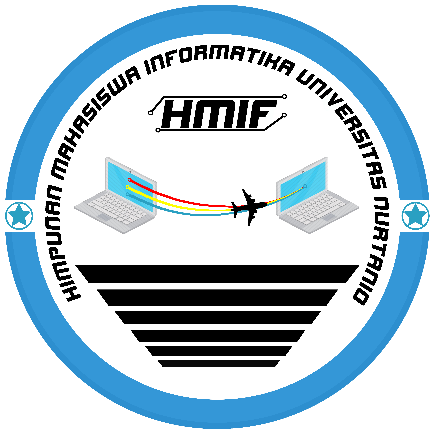 HIMPUNAN MAHASISWA INFORMATIKA UNIVERSITAS NURTANIO
HMIF